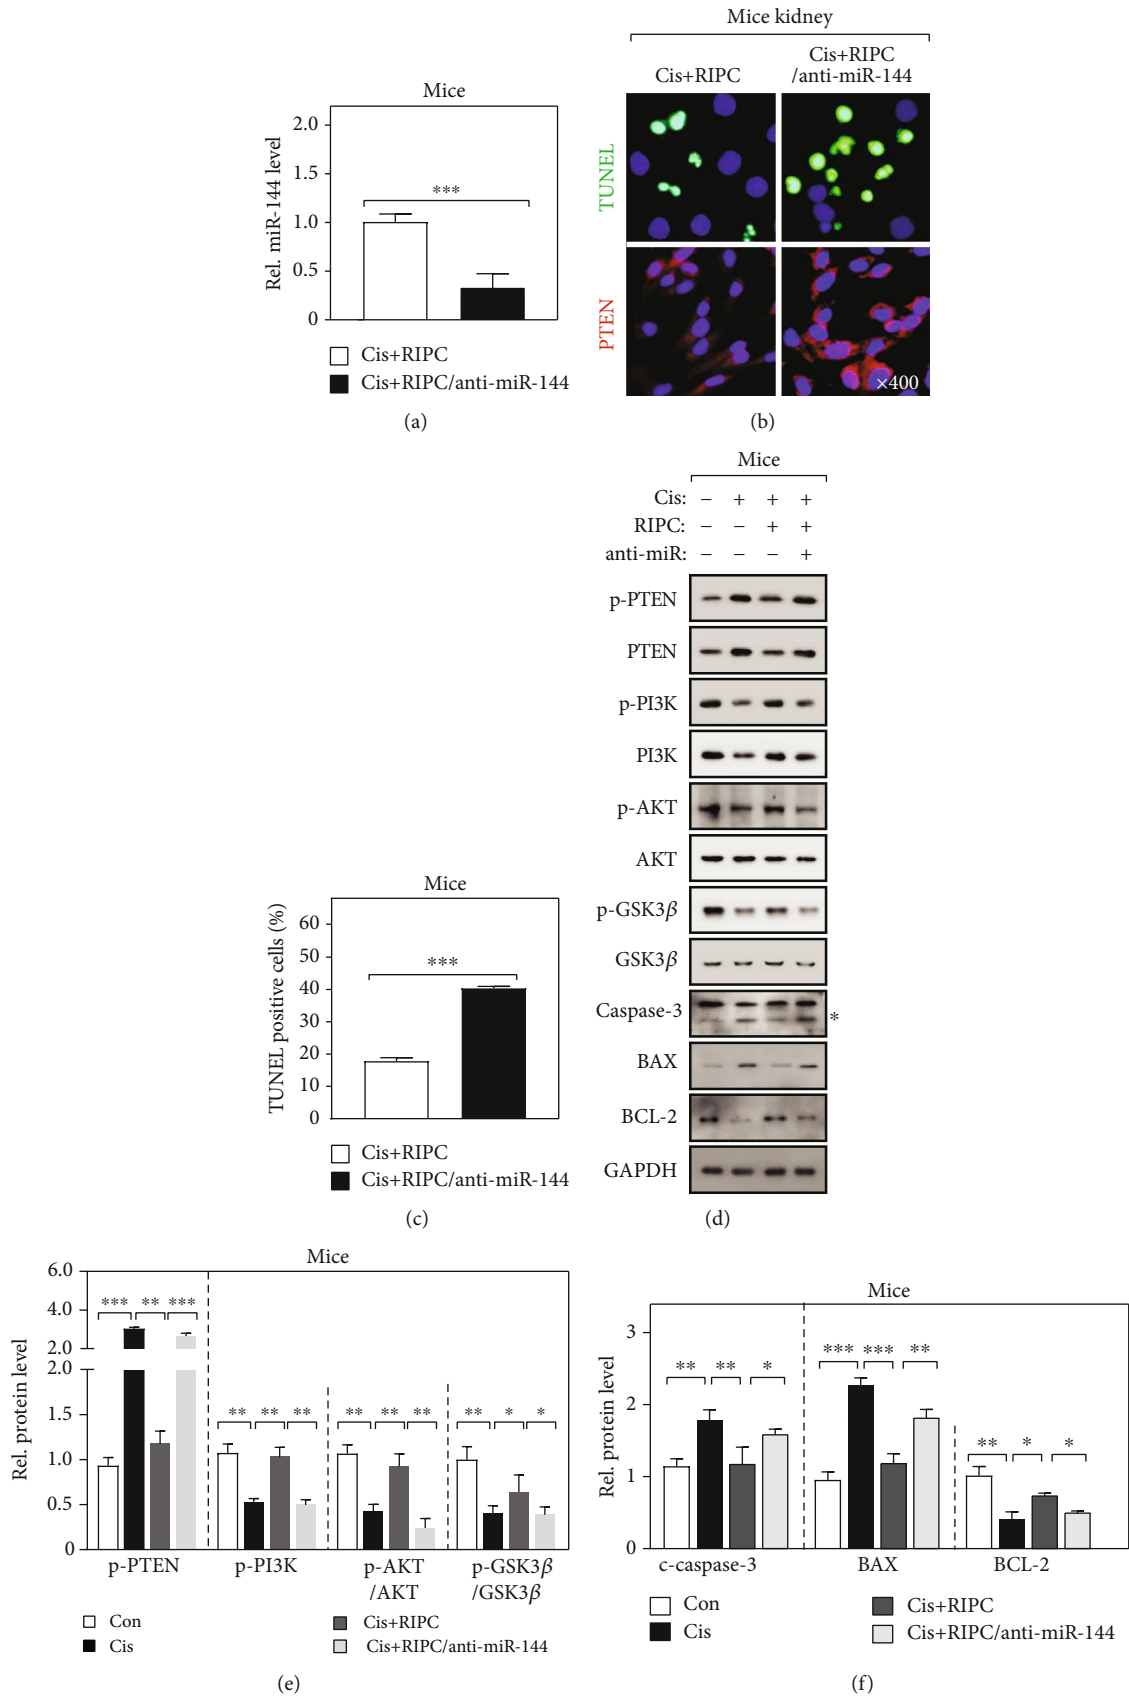 Mice
Rel. miR-144 level
2.0
1.5
1.0
0.5
0
***
Cis+RIPC
Cis+RIPC/anti-miR-144
(a)
Mice kidney
Cis+RIPC
Cis+RIPC
/anti-miR-144
TUNEL
PTEN
×400
(b)
Mice
TUNEL positive cells (%)
60
50
40
30
20
10
0
***
Cis+RIPC
Cis+RIPC/anti-miR-144
(c)
Mice
Cis: – + + +
RIPC: – – + +
anti-miR: – – – +
p-PTEN
PTEN
p-PI3K
PI3K
p-AKT
AKT
p-GSK3β
GSK3β
Caspase-3 *
BAX
BCL-2
GAPDH
(d)
Mice
Rel. protein level
6.0
4.0
2.0
2.0
1.5
1.0
0.5
0
*** ** ***
** ** **
** ** **
** * *
p-PTEN
p-PI3K
p-AKT
/AKT
p-GSK3β
/GSK3β
Con
Cis
Cis+RIPC
Cis+RIPC/anti-miR-144
(e)
Mice
Rel. protein level
3
2
1
0
** ** *
*** *** **
** * *
c-caspase-3
BAX
BCL-2
Con
Cis
Cis+RIPC
Cis+RIPC/anti-miR-144
(f)